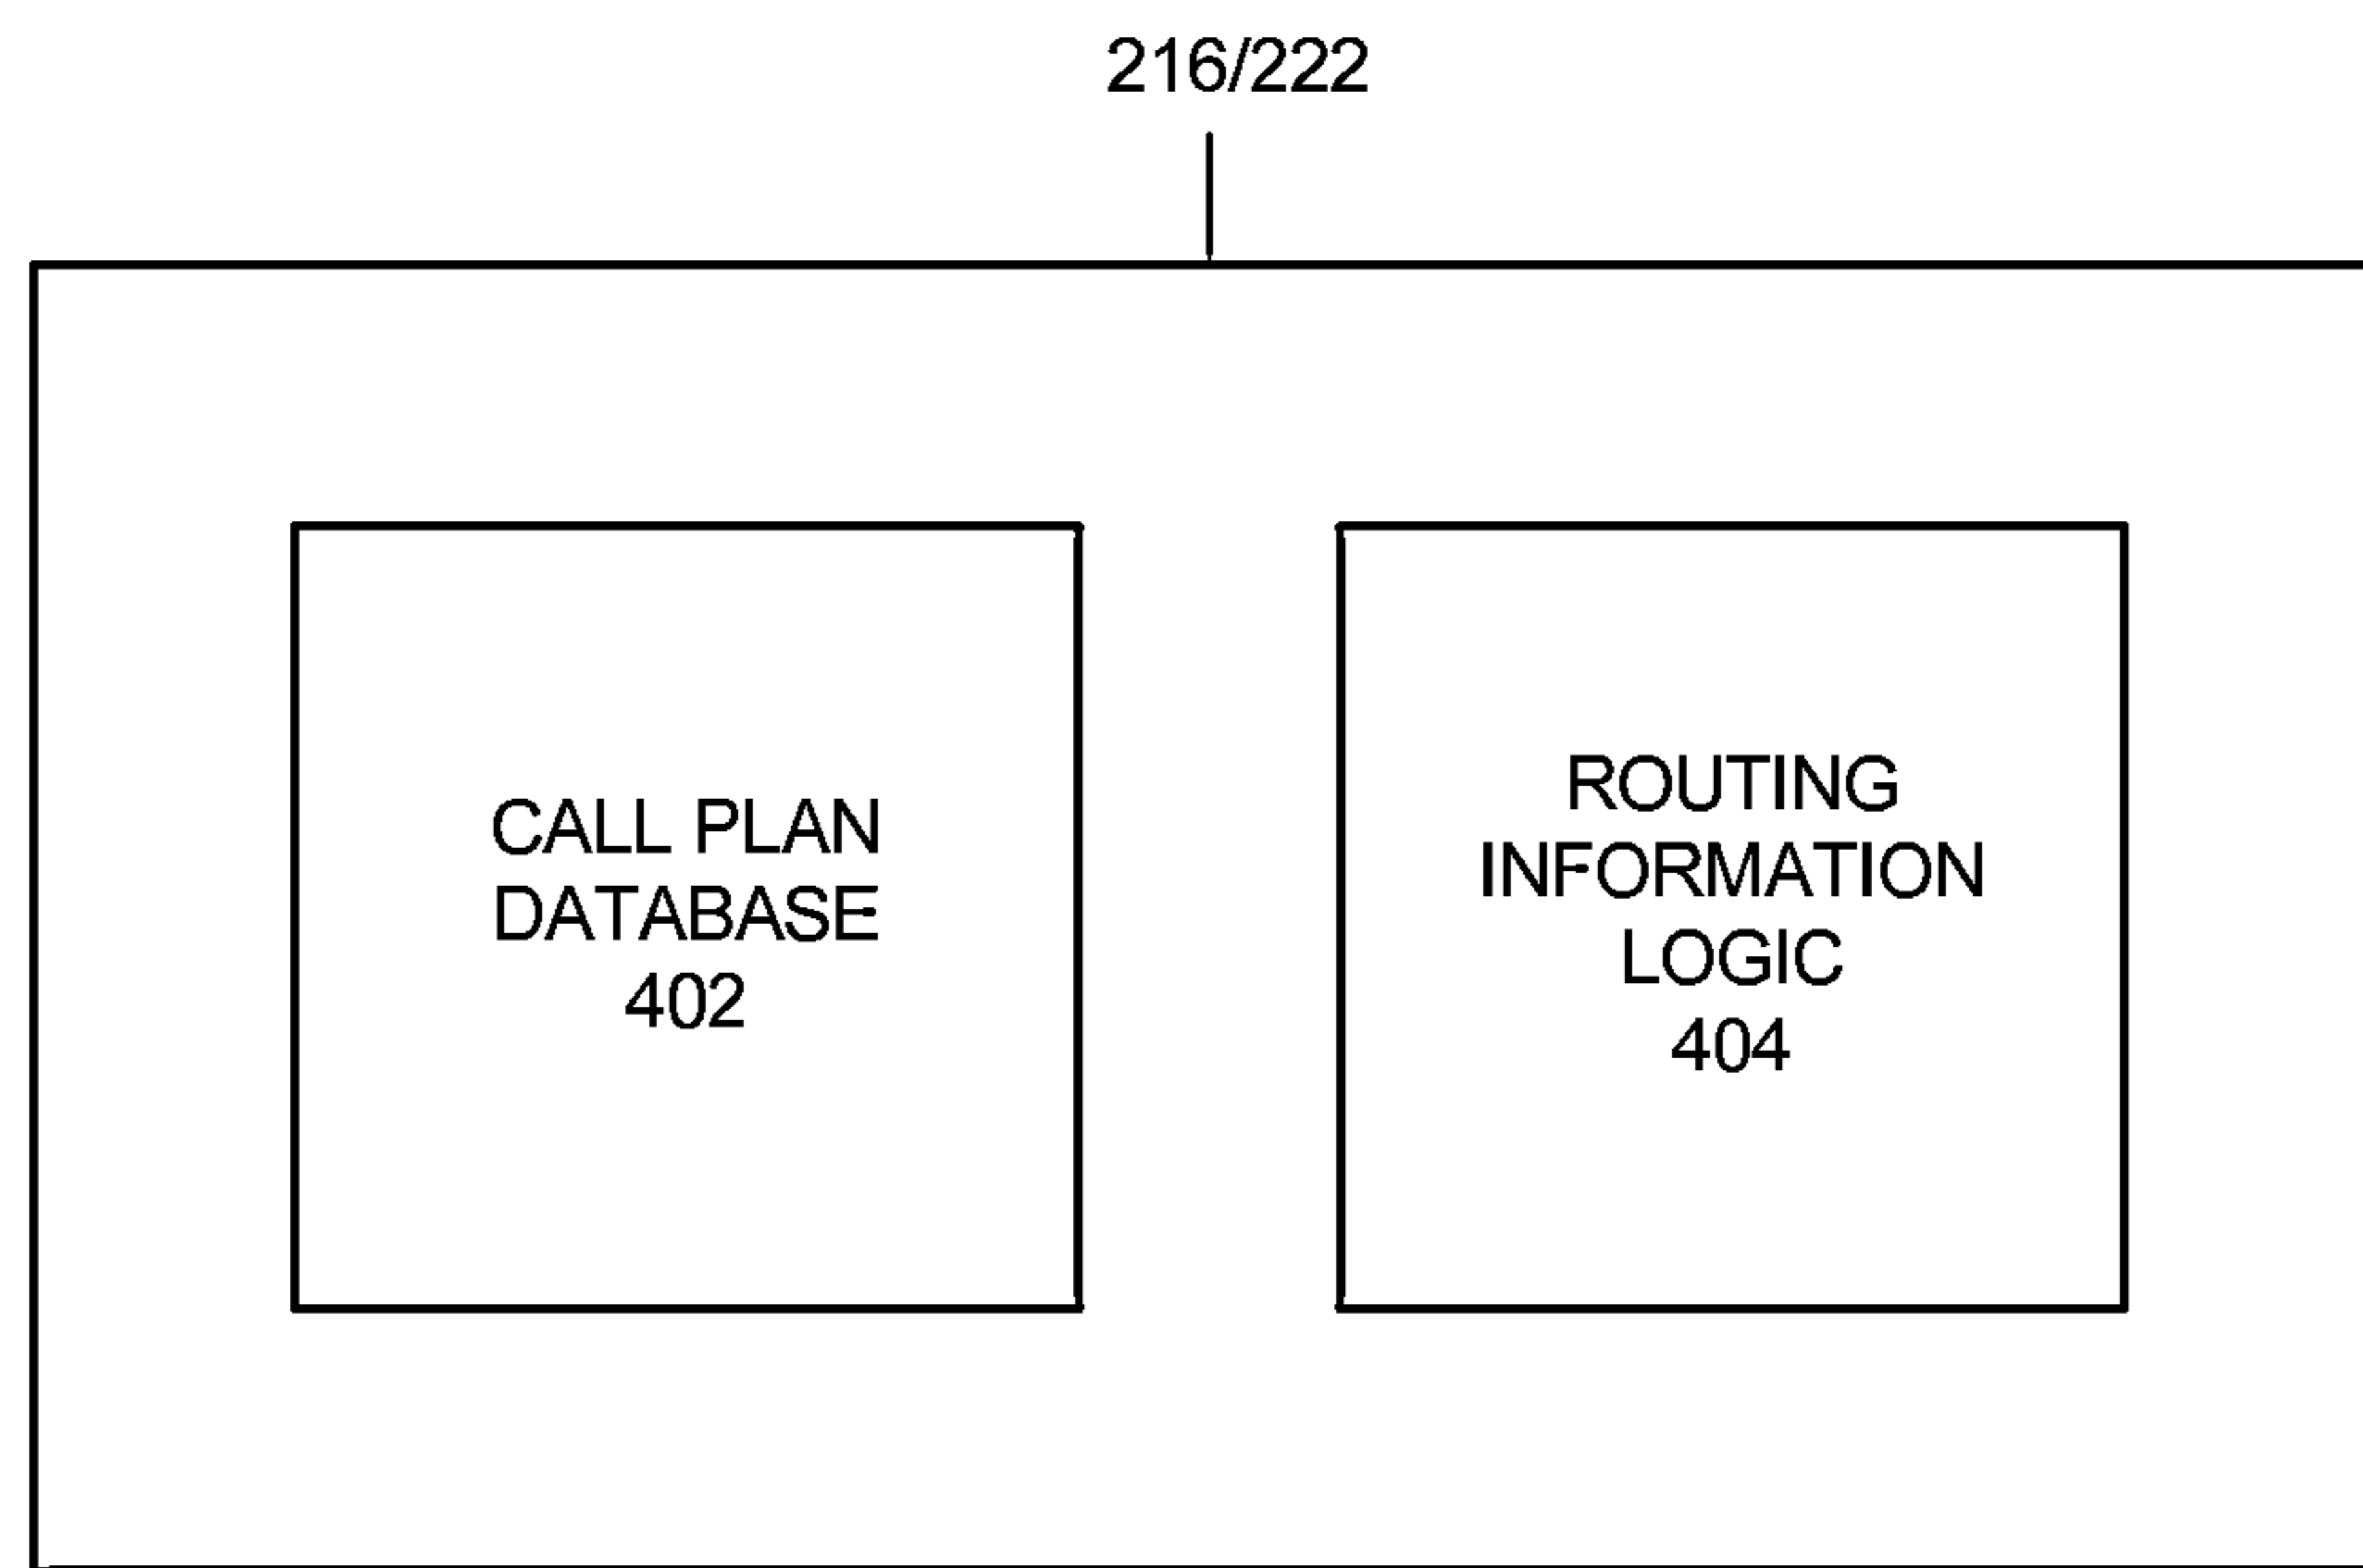 216/222
CALL PLAN
DATABASE
402
ROUTING
INFORMATION
LOGIC
404